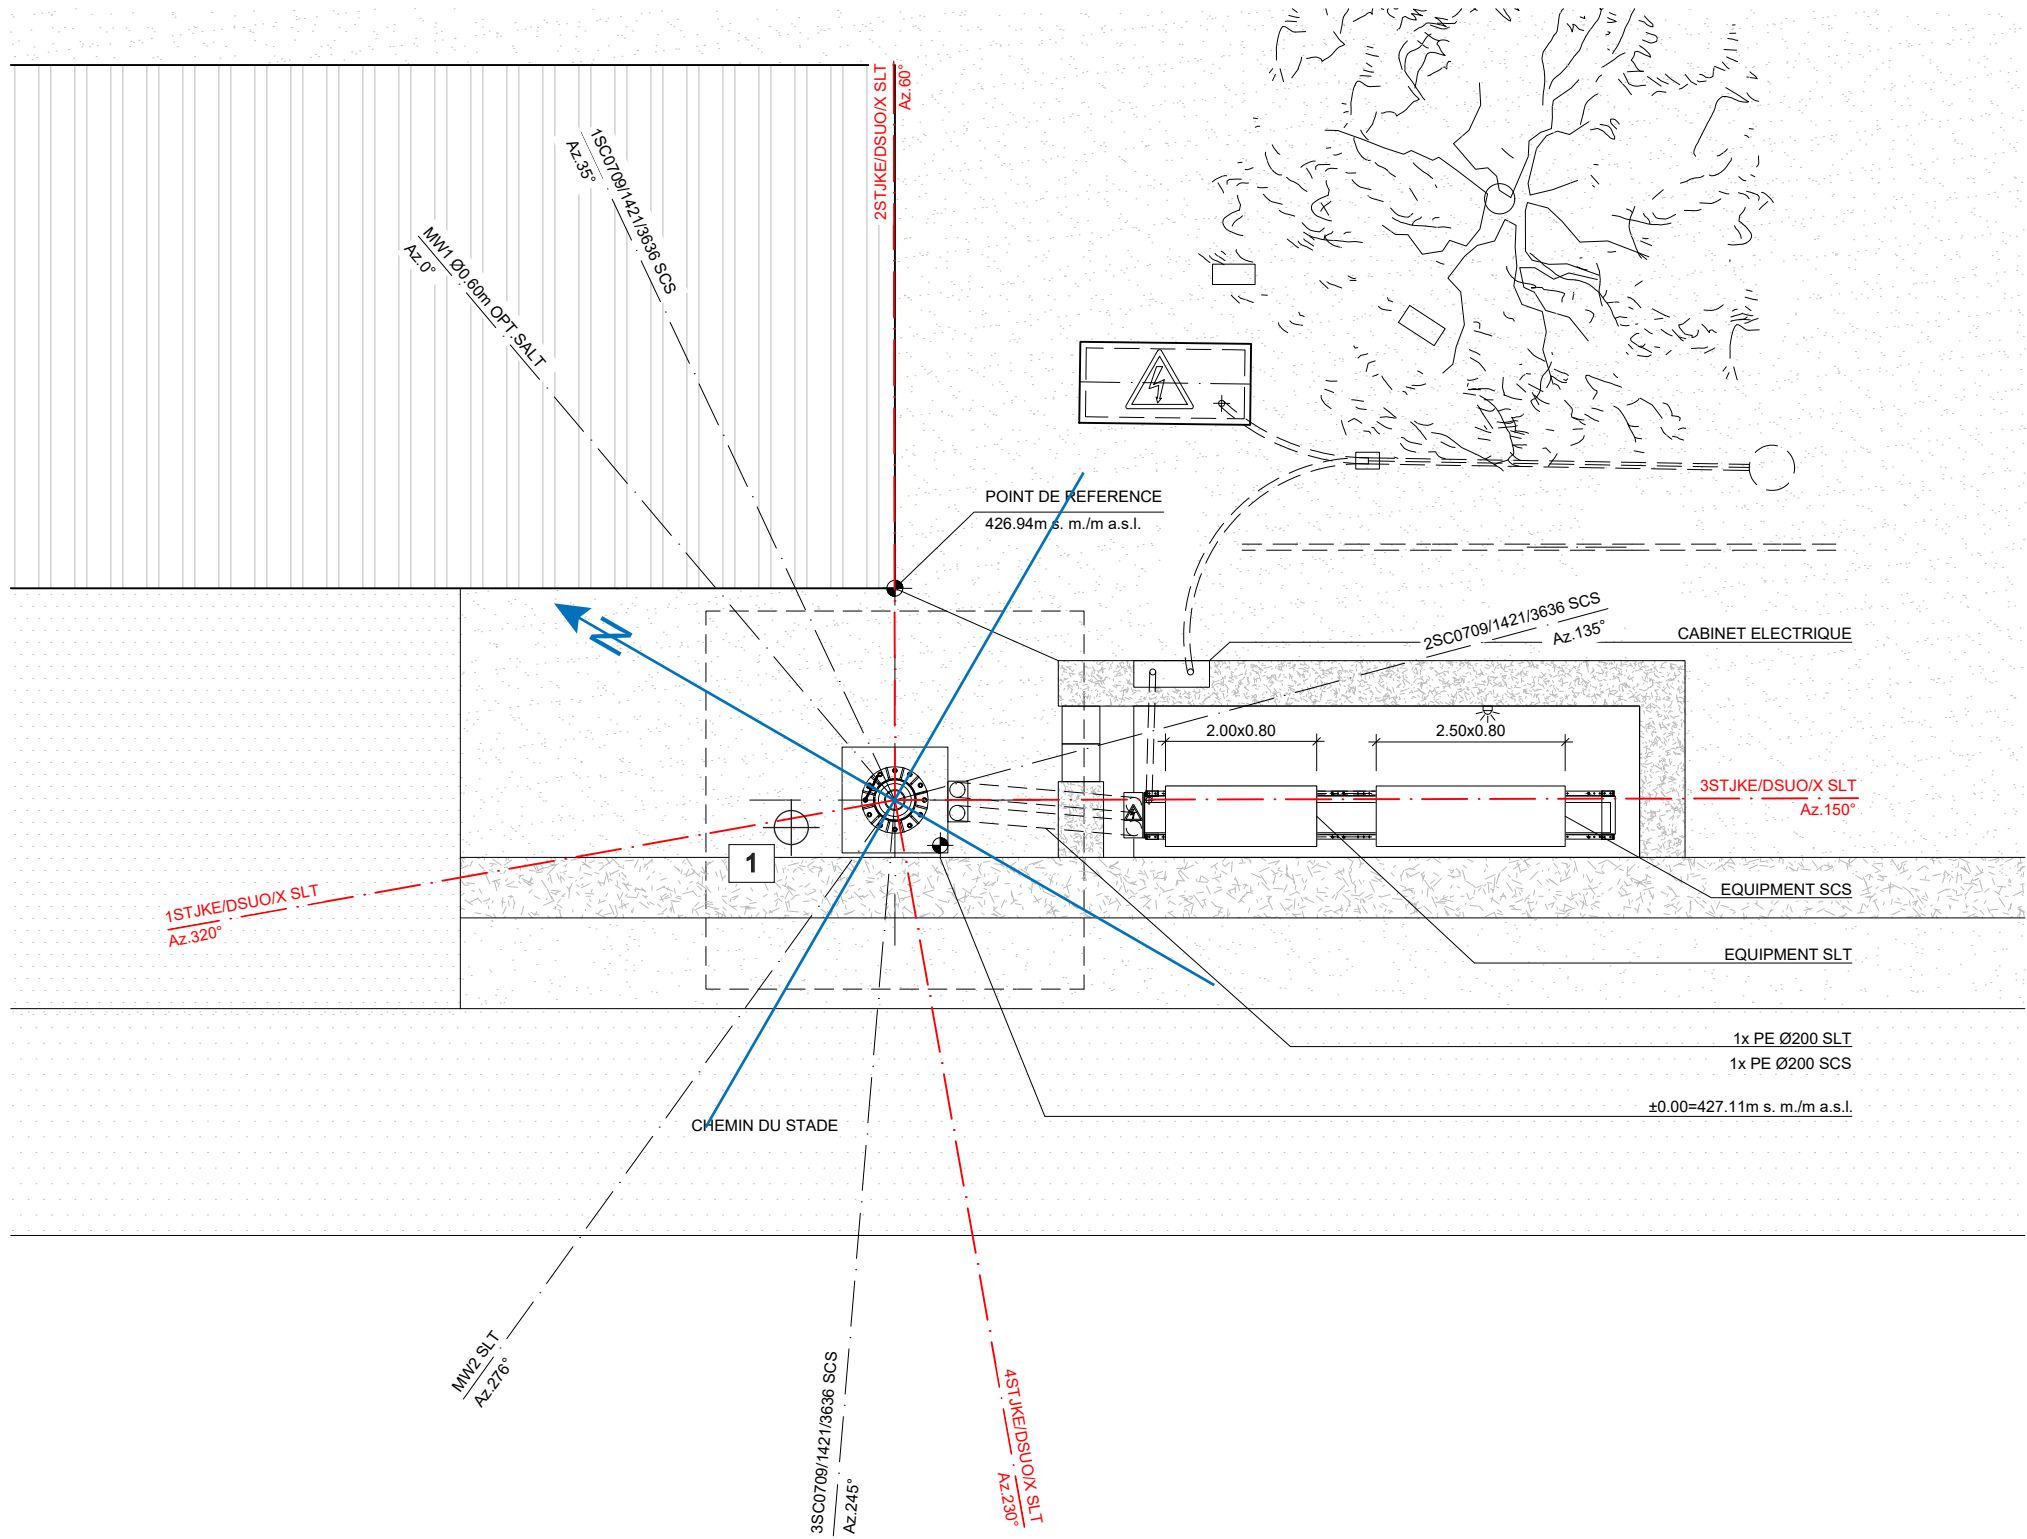 2STJKE/DSUO/X SLT
Az.60°
1SC0709/1421/3636 SCS
Az.35°
MW1 Ø0.60m OPT.SALT
Az.0°
POINT DE REFERENCE
426.94m s. m./m a.s.l.
N
2SC0709/1421/3636 SCS
Az.135°
CABINET ELECTRIQUE
2.00x0.80
2.50x0.80
3STJKE/DSUO/X SLT
Az.150°
1
1STJKE/DSUO/X SLT
Az.320°
EQUIPMENT SCS
EQUIPMENT SLT
1x PE Ø200 SLT
1x PE Ø200 SCS
±0.00=427.11m s. m./m a.s.l.
CHEMIN DU STADE
MW2 SLT
Az.276°
3SC0709/1421/3636 SCS
Az.245°
4STJKE/DSUO/X SLT
Az.230°